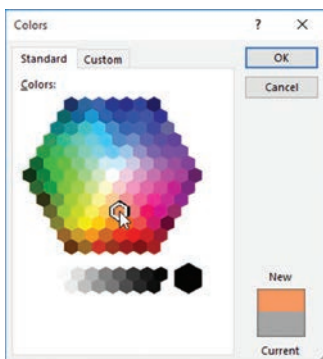 Colors
?
×
Standard
Custom
OK
Cancel
Colors:
New
Current